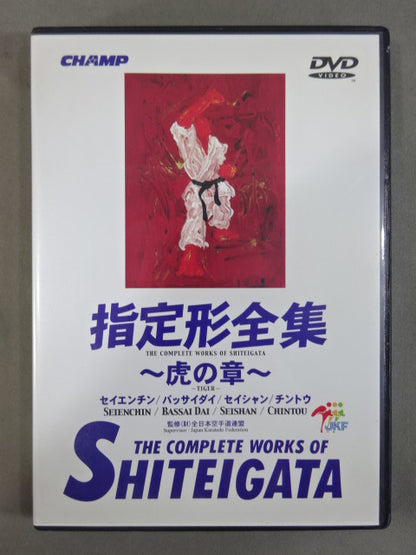 CHAMP
DVD
VIDEO
指定形全集
THE COMPLETE WORKS OF SHITEIGATA
～虎の章～
～TIGER～
セイエンチン/バッサイダイ/セイシャン/チントウ
SEIENCHIN / BASSAI DAI / SEISHAN / CHINTOU
監修(財)全日本空手道連盟
Supervisor / Japan Karatedo Federation
JKF
THE COMPLETE WORKS OF
SHITEIGATA